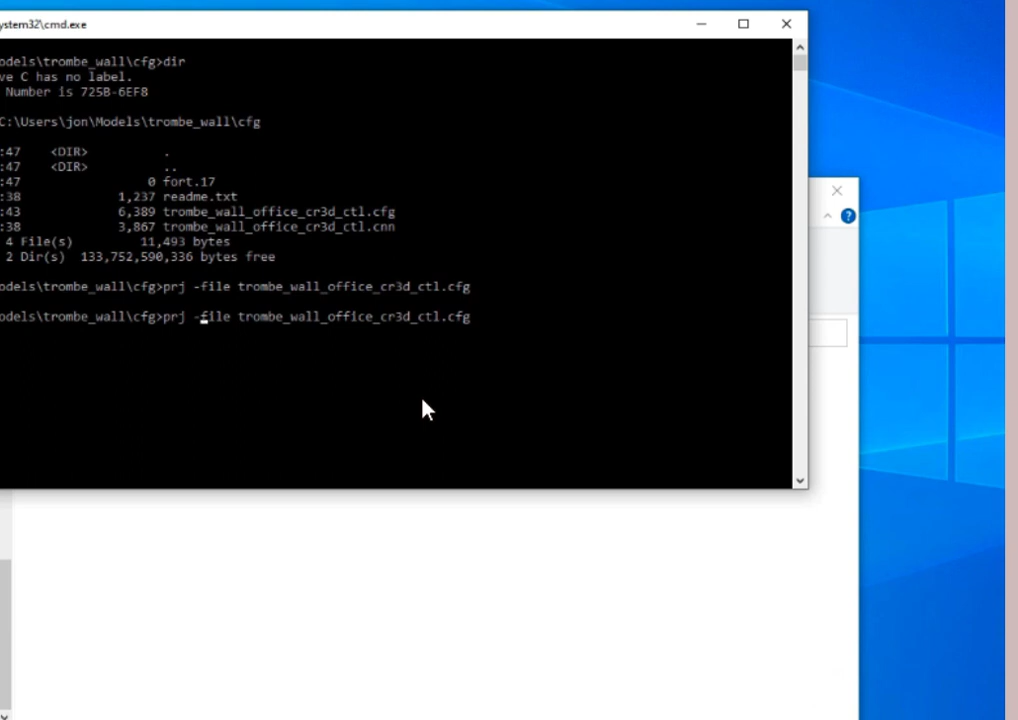 ystem32\cmd.exe
odels\trombe_wall\cfg>dir
ve C has no label.
Number is 725B-6EF8
C:\Users\jon\Models\trombe_wall\cfg
:47 <DIR> .
:47 <DIR> ..
:47 0 fort.17
:38 1,237 readme.txt
:43 6,389 trombe_wall_office_cr3d_ctl.cfg
:38 3,867 trombe_wall_office_cr3d_ctl.cnn
4 File(s) 11,493 bytes
2 Dir(s) 133,752,590,336 bytes free
odels\trombe_wall\cfg>prj -file trombe_wall_office_cr3d_ctl.cfg
odels\trombe_wall\cfg>prj -file trombe_wall_office_cr3d_ctl.cfg
?